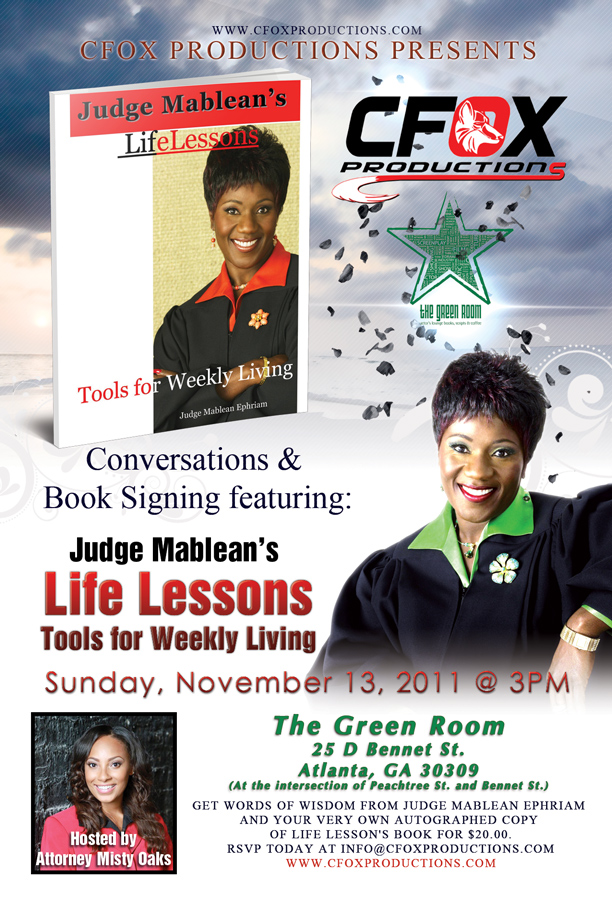 WWW.CFOXPRODUCTIONS.COM
CFOX PRODUCTIONS PRESENTS
Judge Mablean's
LifeLessons
Tools for Weekly Living
Judge Mablean Ephriam
CFOX
PRODUCTIONS
the GREEN ROOM
Conversations &
Book Signing featuring:
Judge Mablean's
Life Lessons
Tools for Weekly Living
Sunday, November 13, 2011 @ 3PM
Hosted by
Attorney Misty Oaks
The Green Room
25 D Bennet St.
Atlanta, GA 30309
(At the intersection of Peachtree St. and Bennet St.)
GET WORDS OF WISDOM FROM JUDGE MABLEAN EPHRIAM
AND YOUR VERY OWN AUTOGRAPHED COPY
OF LIFE LESSON'S BOOK FOR $20.00.
RSVP TODAY AT INFO@CFOXPRODUCTIONS.COM
WWW.CFOXPRODUCTIONS.COM